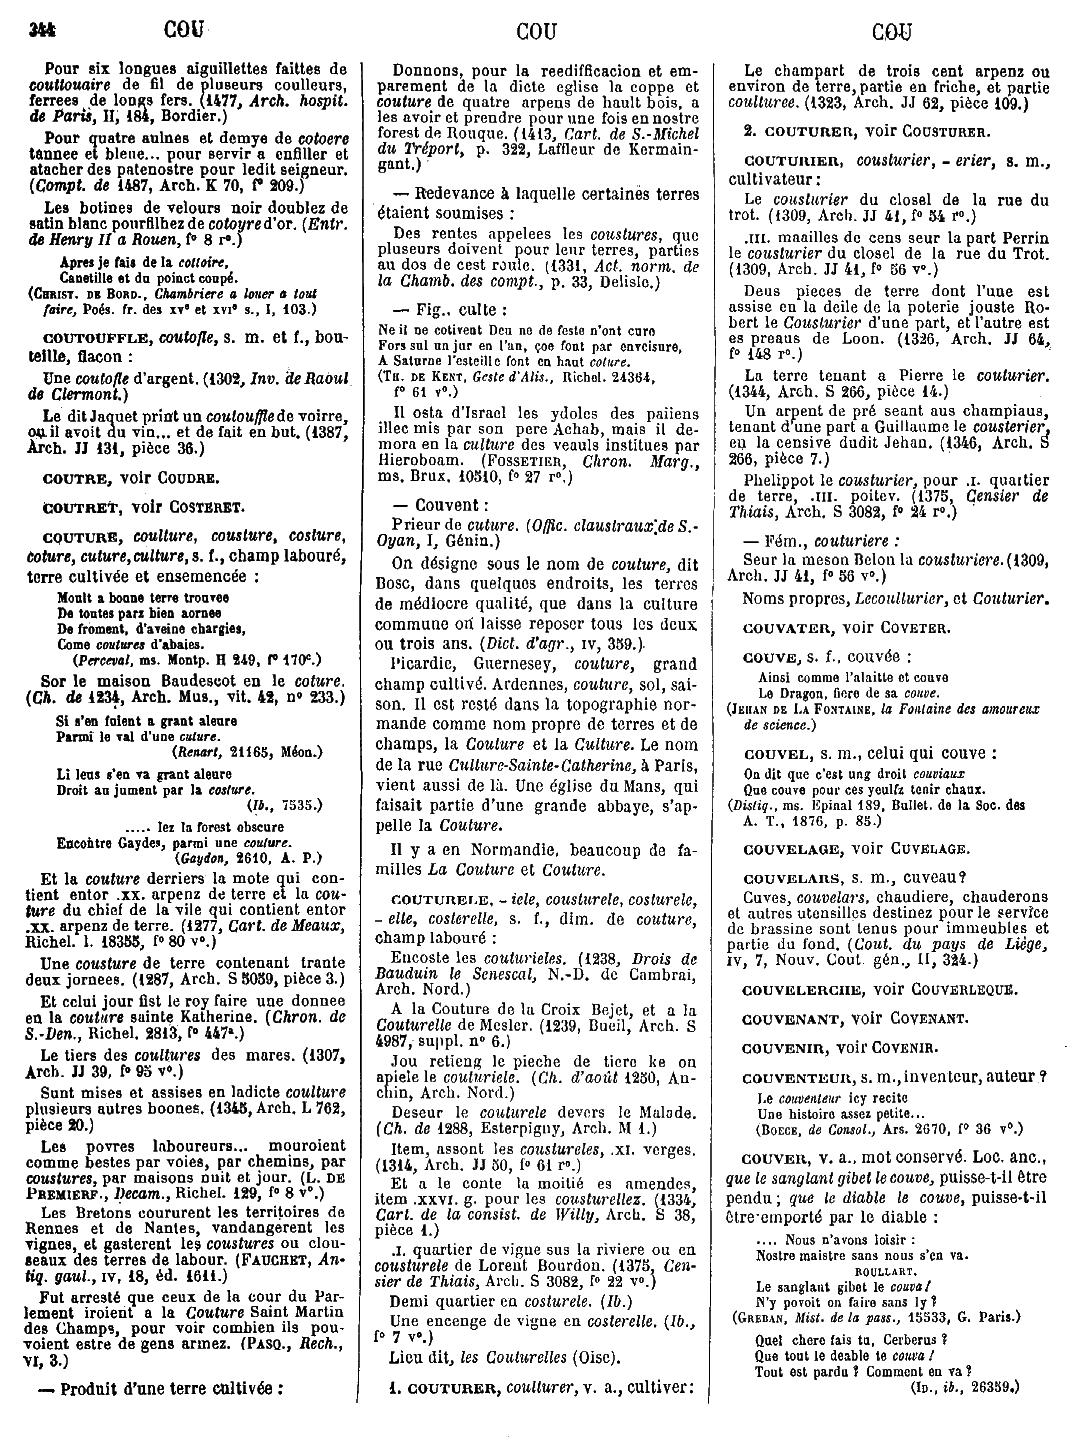 344 COU COU COU
Pour six longues aiguillettes faittes de
couttouaire de fil de pluseurs coulleurs,
ferrees de longs fers. (1477, Arch. hospit.
de Paris, II, 184, Bordier.)
Pour quatre aulnes et demye de cotoere
tannee et bleue... pour servir a enfiller et
atacher des patenostre pour ledit seigneur.
(Compt. de 1487, Arch. K 70, f° 209.)
Les botines de velours noir doublez de
satin blanc pourfilhez de cotoyre d'or. (Entr.
de Henry II a Rouen, f° 8 r°.)
Apres je fais de la cottoire,
Canetille et du poinct coupé.
(CHRIST. DE BORD., Chambriere a louer a tout
faire, Poés. fr. des XV° et XVI° s., I, 103.)
COUTOUFFLE, coutofle, s. m. et f., bou-
teille, flacon :
Une coutofle d'argent. (1302, Inv. de Raoul
de Clermont.)
Le dit Jaquet print un coutouffle de voirre,
ou il avoit du vin... et de fait en but. (1387,
Arch. JJ 131, pièce 36.)
COUTRE, voir COUDRE.
COUTRET, voir COSTERET.
COUTURE, coulture, cousture, costure,
coture, cuture, culture, s. f., champ labouré,
terre cultivée et ensemencée :
Moult a bonne terre trouvee
De toutes parz bien aornee
De froment, d'aveine chargies,
Come coutures d'abaies.
(Perceval, ms. Montp. H 249, f° 170ᶜ.)
Sor le maison Baudescot en le coture.
(Ch. de 1234, Arch. Mus., vit. 42, n° 233.)
Si s'en fuient a grant aleure
Parmi le val d'une cuture.
(Renart, 21165, Méon.)
Li leus s'en va grant aleure
Droit au jument par la costure.
(Ib., 7535.)
..... lez la forest obscure
Encontre Gaydes, parmi une couture.
(Gaydon, 2610, A. P.)
Et la couture derriers la mote qui con-
tient entor .xx. arpenz de terre et la cou-
ture du chief de la vile qui contient entor
.xx. arpenz de terre. (1277, Cart. de Meaux,
Richel. l. 18355, f° 80 v°.)
Une cousture de terre contenant trante
deux jornees. (1287, Arch. S 5059, pièce 3.)
Et celui jour fist le roy faire une donnee
en la couture sainte Katherine. (Chron. de
S.-Den., Richel. 2813, f° 447ᵃ.)
Le tiers des coultures des mares. (1307,
Arch. JJ 39, f° 95 v°.)
Sunt mises et assises en ladicte coulture
plusieurs autres boones. (1345, Arch. L 762,
pièce 20.)
Les povres laboureurs... mouroient
comme bestes par voies, par chemins, par
coustures, par maisons nuit et jour. (L. DE
PREMIERF., Decam., Richel. 129, f° 8 v°.)
Les Bretons coururent les territoires de
Rennes et de Nantes, vandangerent les
vignes, et gasterent les coustures ou clou-
seaux des terres de labour. (FAUCHET, An-
tiq. gaul., IV, 18, éd. 1611.)
Fut arresté que ceux de la cour du Par-
lement iroient a la Couture Saint Martin
des Champs, pour voir combien ils pou-
voient estre de gens armez. (PASQ., Rech.,
VI, 3.)
— Produit d'une terre cultivée :
Donnons, pour la reedifficacion et em-
parement de la dicte eglise la coppe et
couture de quatre arpens de hault bois, a
les avoir et prendre pour une fois en nostre
forest de Rouque. (1413, Cart. de S.-Michel
du Tréport, p. 322, Laffleur de Kermain-
gant.)
— Redevance à laquelle certaines terres
étaient soumises :
Des rentes appelees les coustures, que
pluseurs doivent pour leur terres, parties
au dos de cest roule. (1331, Act. norm. de
la Chamb. des compt., p. 33, Delisle.)
— Fig., culte :
Ne il ne cotivent Deu ne de feste n'ont cure
Fors sul un jur en l'an, çoe font par enveisure,
A Saturne l'esteille font en haut coture.
(TH. DE KENT, Geste d'Alis., Richel. 24364,
f° 61 v°.)
Il osta d'Israel les ydoles des paiiens
illec mis par son pere Achab, mais il de-
mora en la culture des veauls institues par
Hieroboam. (FOSSETIER, Chron. Marg.,
ms. Brux. 10510, f° 27 r°.)
— Couvent :
Prieur de cuture. (Offic. claustraux de S.-
Oyan, I, Génin.)
On désigne sous le nom de couture, dit
Bosc, dans quelques endroits, les terres
de médiocre qualité, que dans la culture
commune on laisse reposer tous les deux
ou trois ans. (Dict. d'agr., IV, 359.)
Picardie, Guernesey, couture, grand
champ cultivé. Ardennes, couture, sol, sai-
son. Il est resté dans la topographie nor-
mande comme nom propre de terres et de
champs, la Couture et la Culture. Le nom
de la rue Culture-Sainte-Catherine, à Paris,
vient aussi de là. Une église du Mans, qui
faisait partie d'une grande abbaye, s'ap-
pelle la Couture.
Il y a en Normandie, beaucoup de fa-
milles La Couture et Couture.
COUTURELE, - iele, cousturele, costurele,
- elle, costerelle, s. f., dim. de couture,
champ labouré :
Encoste les couturieles. (1238, Drois de
Bauduin le Senescal, N.-D. de Cambrai,
Arch. Nord.)
A la Couture de la Croix Bejet, et a la
Couturelle de Mesler. (1239, Bueil, Arch. S
4987, suppl. n° 6.)
Jou retieng le pieche de tiere ke on
apiele le couturiele. (Ch. d'août 1250, An-
chin, Arch. Nord.)
Deseur le couturele devers le Malade.
(Ch. de 1288, Esterpigny, Arch. M 1.)
Item, assont les coustureles, .XI. verges.
(1314, Arch. JJ 50, f° 61 r°.)
Et a le conte la moitié es amendes,
item .XXVI. g. pour les cousturellez. (1334,
Cart. de la consist. de Willy, Arch. S 38,
pièce 1.)
.I. quartier de vigne sus la riviere ou en
cousturele de Lorent Bourdon. (1375, Cen-
sier de Thiais, Arch. S 3082, f° 22 v°.)
Demi quartier en costurele. (Ib.)
Une encenge de vigne en costerelle. (Ib.,
f° 7 v°.)
Lieu dit, les Couturelles (Oise).
1. COUTURER, coulturer, v. a., cultiver :
Le champart de trois cent arpenz ou
environ de terre, partie en friche, et partie
coulturee. (1323, Arch. JJ 62, pièce 109.)
2. COUTURER, voir COUSTURER.
COUTURIER, cousturier, - erier, s. m.,
cultivateur :
Le cousturier du closel de la rue du
trot. (1309, Arch. JJ 41, f° 54 r°.)
.III. maailles de cens seur la part Perrin
le cousturier du closel de la rue du Trot.
(1309, Arch. JJ 41, f° 56 v°.)
Deus pieces de terre dont l'une est
assise en la deile de la poterie jouste Ro-
bert le Cousturier d'une part, et l'autre est
es preaus de Loon. (1326, Arch. JJ 64,
f° 148 r°.)
La terre tenant a Pierre le couturier.
(1344, Arch. S 266, pièce 14.)
Un arpent de pré seant aus champiaus,
tenant d'une part a Guillaume le cousterier,
en la censive dudit Jehan. (1346, Arch. S
266, pièce 7.)
Phelippot le cousturier, pour .I. quartier
de terre, .III. poitev. (1375, Censier de
Thiais, Arch. S 3082, f° 24 r°.)
— Fém., couturiere :
Seur la meson Belon la cousturiere. (1309,
Arch. JJ 41, f° 56 v°.)
Noms propres, Lecoulturier, et Couturier.
COUVATER, voir COVETER.
COUVE, s. f., couvée :
Ainsi comme l'alaitte et couve
Le Dragon, fiere de sa couve.
(JEHAN DE LA FONTAINE, la Fontaine des amoureux
de science.)
COUVEL, s. m., celui qui couve :
On dit que c'est ung droit couviaux
Que couve pour ces yeulfz tenir chaux.
(Distiq., ms. Epinal 189, Bullet. de la Soc. des
A. T., 1876, p. 85.)
COUVELAGE, voir CUVELAGE.
COUVELARS, s. m., cuveau ?
Cuves, couvelars, chaudiere, chauderons
et autres utensilles destinez pour le service
de brassine sont tenus pour immeubles et
partie du fond. (Cout. du pays de Liège,
IV, 7, Nouv. Cout. gén., II, 324.)
COUVELERCHE, voir COUVERLEQUE.
COUVENANT, voir COVENANT.
COUVENIR, voir COVENIR.
COUVENTEUR, s. m., inventeur, auteur ?
Le couventeur icy recite
Une histoire assez petite...
(BOECE, de Consol., Ars. 2670, f° 36 v°.)
COUVER, v. a., mot conservé. Loc. anc.,
que le sanglant gibet le couve, puisse-t-il être
pendu ; que le diable le couve, puisse-t-il
être emporté par le diable :
.... Nous n'avons loisir :
Nostre maistre sans nous s'en va.
ROULLART.
Le sanglant gibet le couva !
N'y povoit on faire sans ly ?
(GREBAN, Mist. de la pass., 15533, G. Paris.)
Quel chere fais tu, Cerberus ?
Que tout le deable te couva !
Tout est pardu ? Comment en va ?
(ID., ib., 26359.)